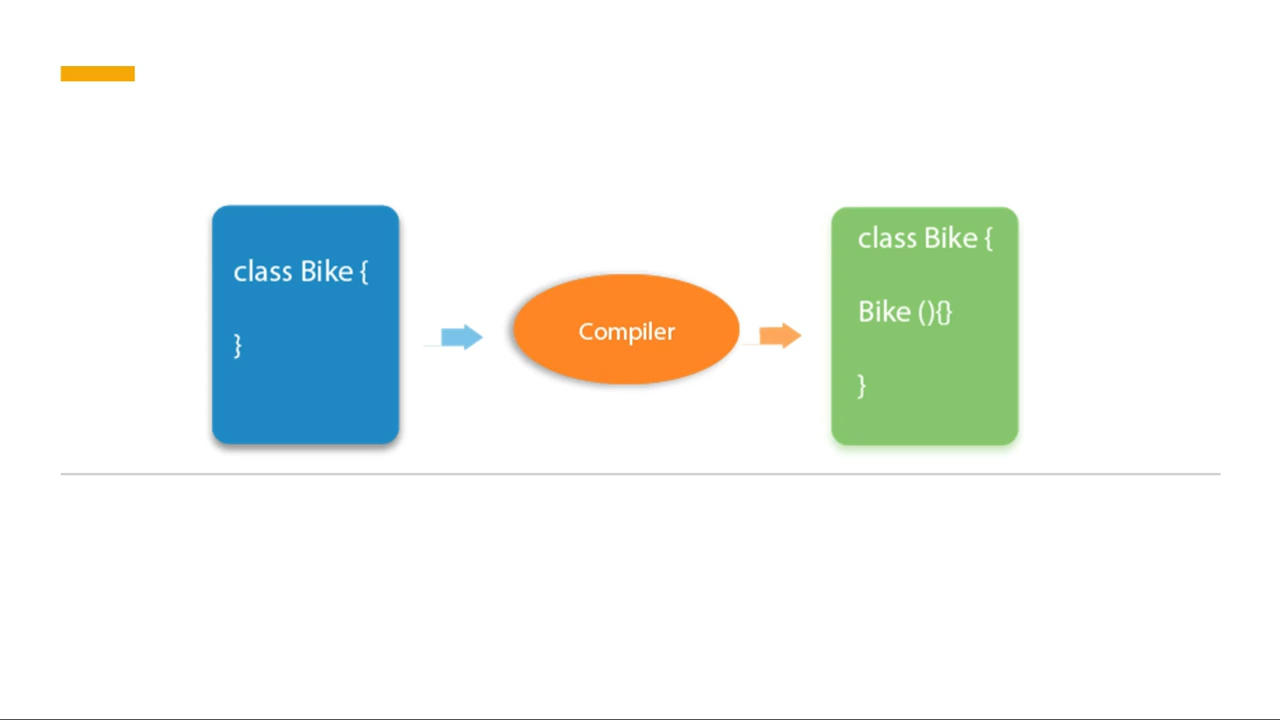 class Bike {
}
Compiler
class Bike {
Bike (){}
}